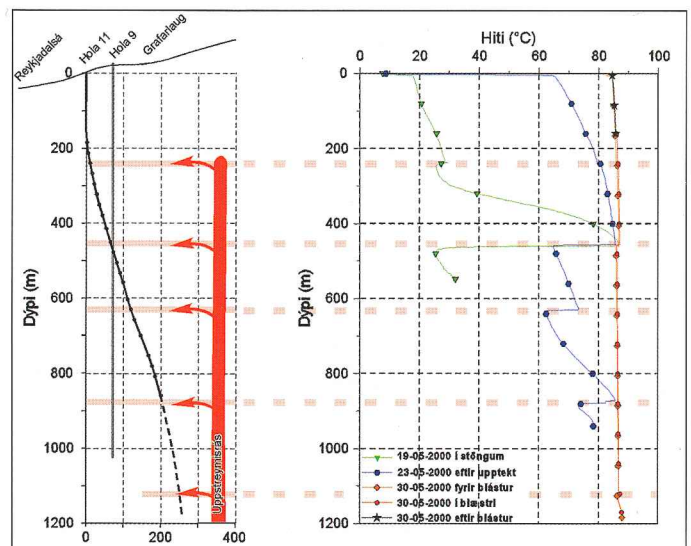 Reykjadalsá
Hola 11
Hola 9
Grafarlaug
Dýpi (m)
0
200
400
600
800
1000
1200
0 200 400
Uppstreymisrás
Hiti (°C)
0 20 40 60 80 100
Dýpi (m)
0
200
400
600
800
1000
1200
19-05-2000 í stöngum
23-05-2000 eftir upptekt
30-05-2000 fyrir blástur
30-05-2000 í blæstri
30-05-2000 eftir blástur